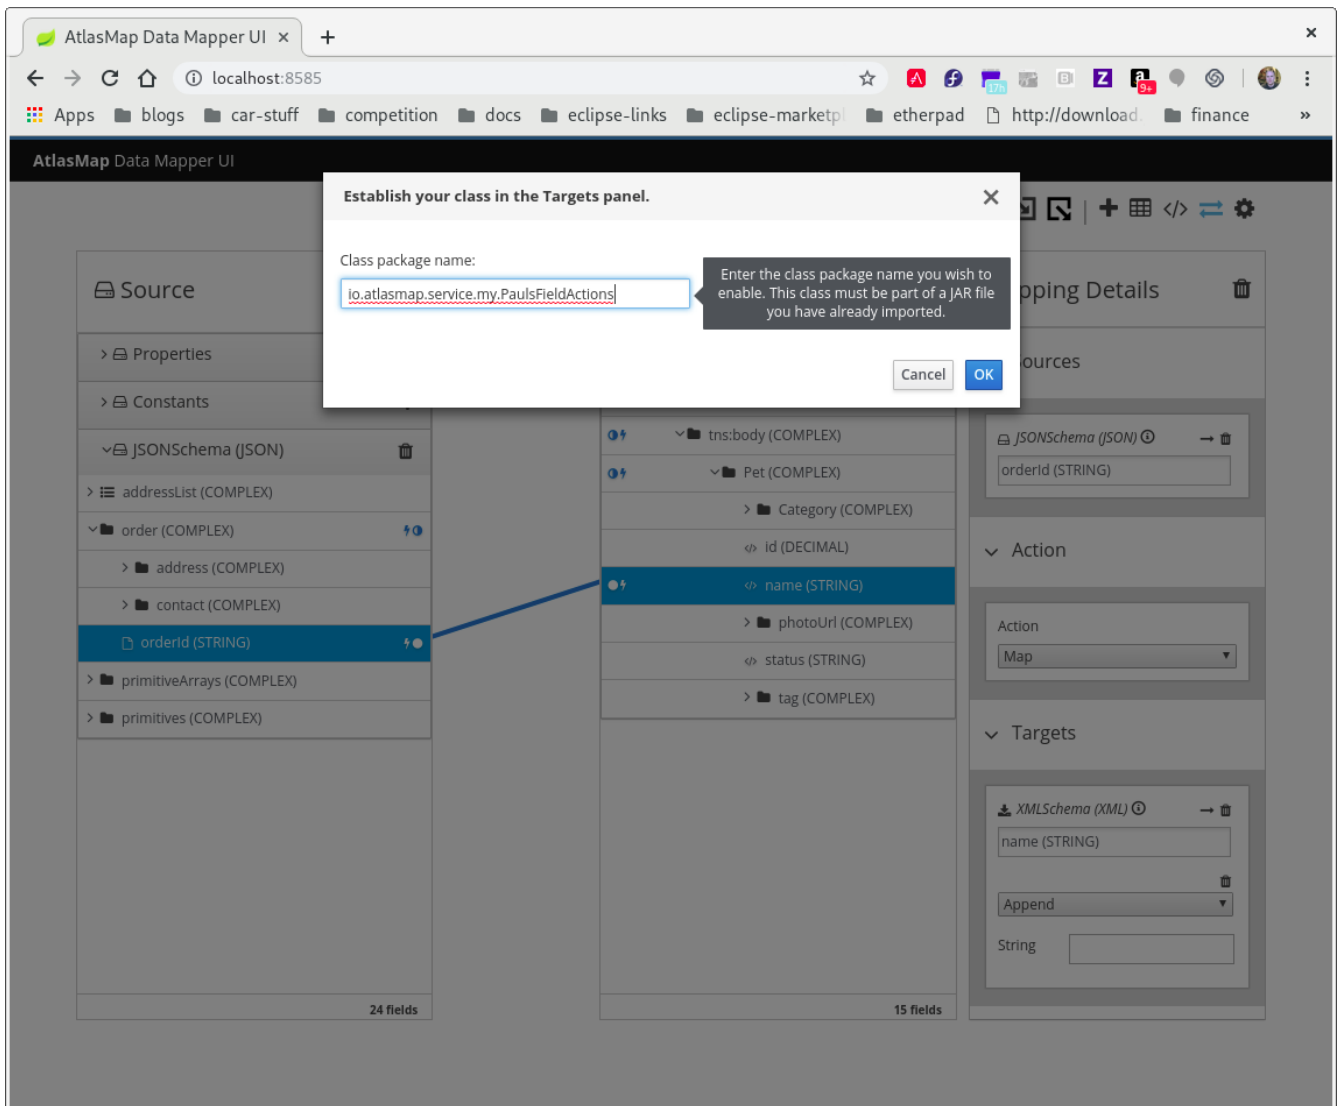 AtlasMap Data Mapper UI
localhost:8585
17h
9+
Apps
blogs
car-stuff
competition
docs
eclipse-links
eclipse-marketp
etherpad
http://download.
finance
»
AtlasMap Data Mapper UI
Establish your class in the Targets panel.
Class package name:
io.atlasmap.service.my.PaulsFieldActions
Enter the class package name you wish to
enable. This class must be part of a JAR file
you have already imported.
Cancel
OK
Source
Properties
Constants
JSONSchema (JSON)
addressList (COMPLEX)
order (COMPLEX)
address (COMPLEX)
contact (COMPLEX)
orderId (STRING)
primitiveArrays (COMPLEX)
primitives (COMPLEX)
24 fields
tns:body (COMPLEX)
Pet (COMPLEX)
Category (COMPLEX)
id (DECIMAL)
name (STRING)
photoUrl (COMPLEX)
status (STRING)
tag (COMPLEX)
15 fields
pping Details
ources
JSONSchema (JSON)
orderId (STRING)
Action
Action
Map
Targets
XMLSchema (XML)
name (STRING)
Append
String